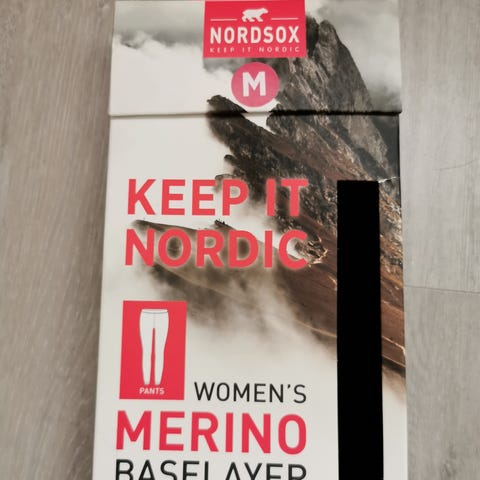 NORDSOX
KEEP IT NORDIC
M
KEEP IT
NORDIC
PANTS
WOMEN'S
MERINO
BASELAYER